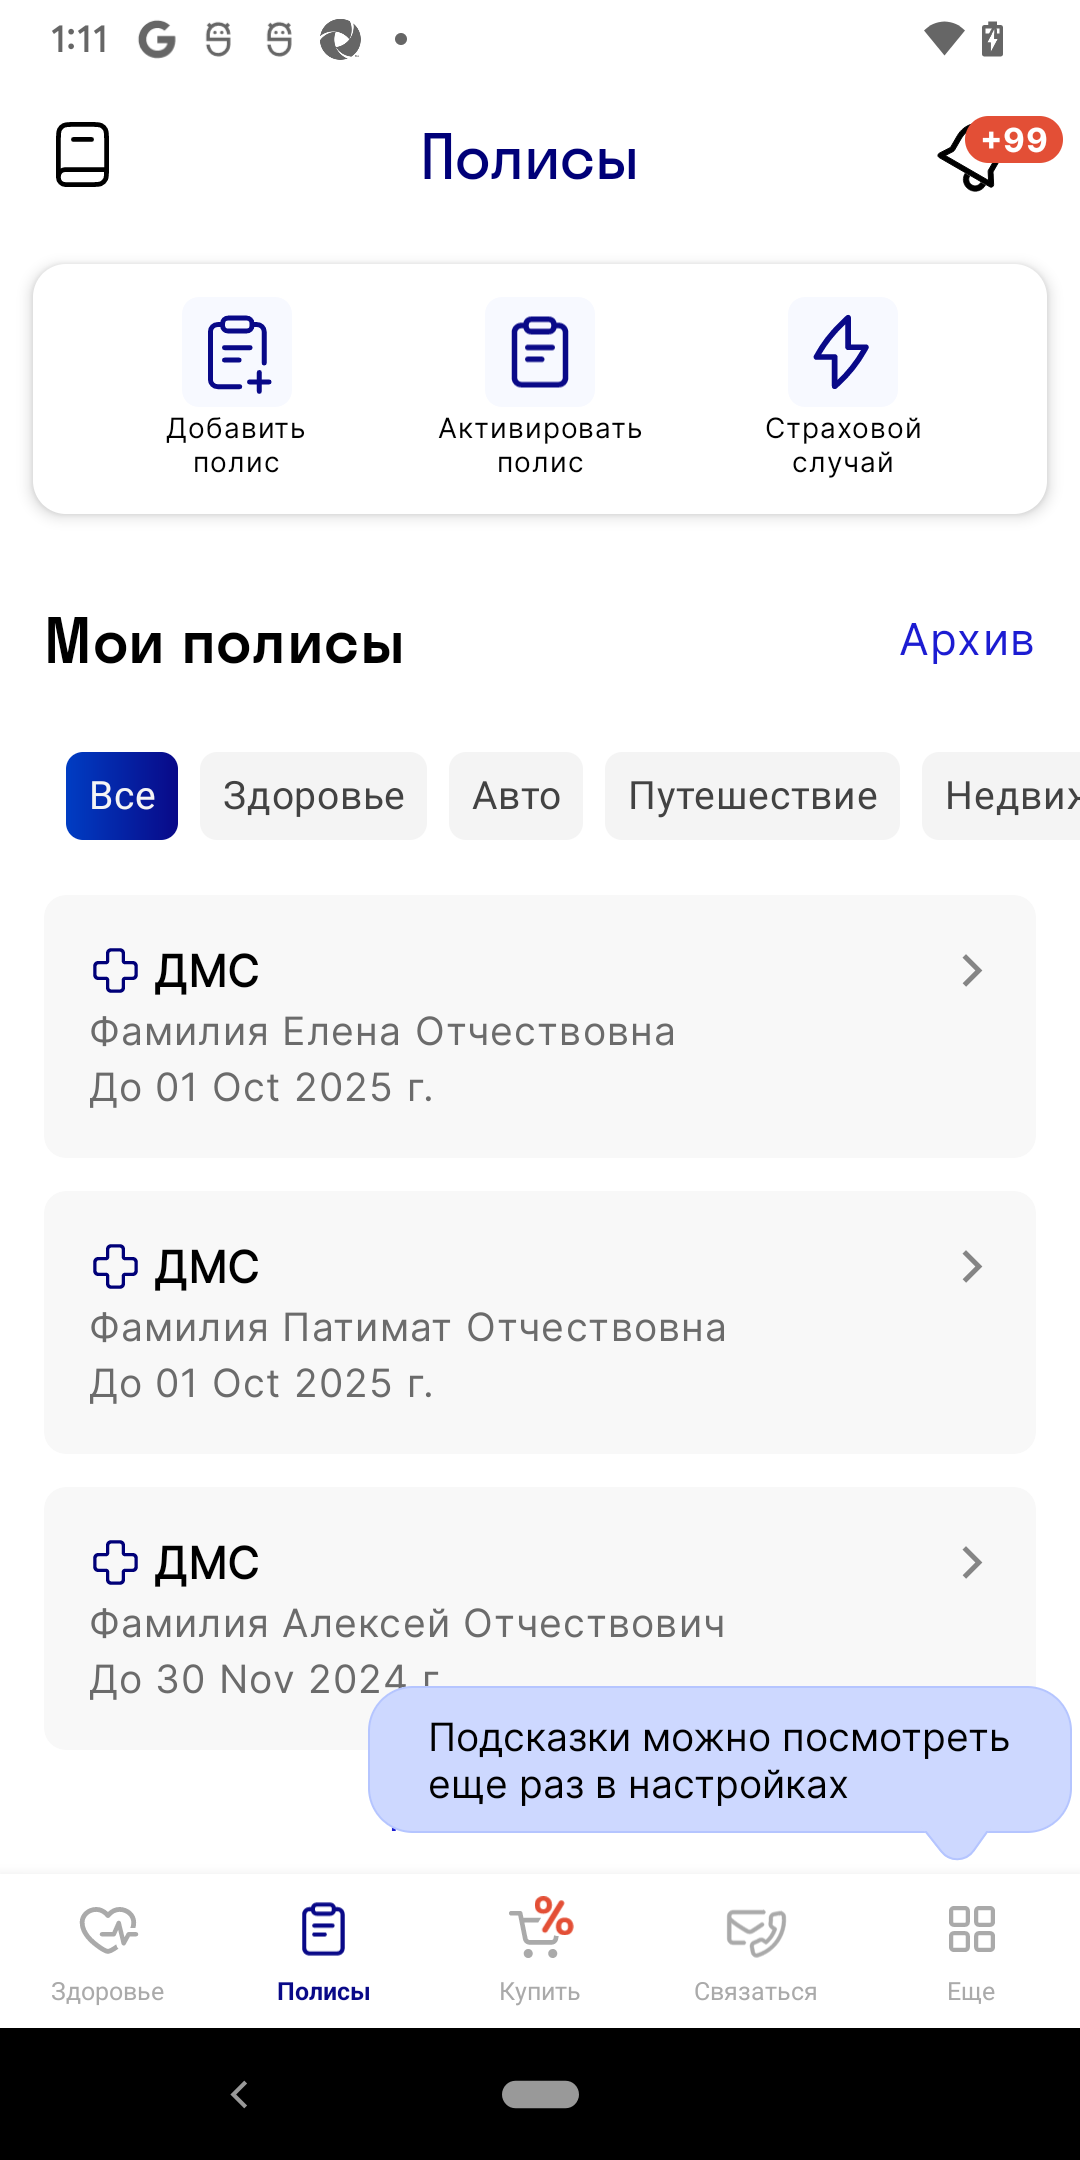 1:11
Полисы
+99
Добавить
полис
Активировать
полис
Страховой
случай
Мои полисы
Архив
Все
Здоровье
Авто
Путешествие
ДМС
Фамилия Елена Отчествовна
До 01 Oct 2025 г.
ДМС
Фамилия Патимат Отчествовна
До 01 Oct 2025 г.
ДМС
Фамилия Алексей Отчествович
До 30 Nov 2024 г
Подсказки можно посмотреть
еще раз в настройках
%
Здоровье
Полисы
Купить
Связаться
Еще